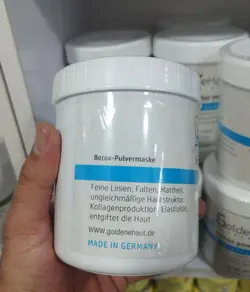 Botox-Pulvermaske
Feine Linien, Falten, Mattheit,
ungleichmäßige Hautstruktur,
Kollagenproduktion, Elastizität,
entgiftet die Haut
www.goldenehaut.de
MADE IN GERMANY